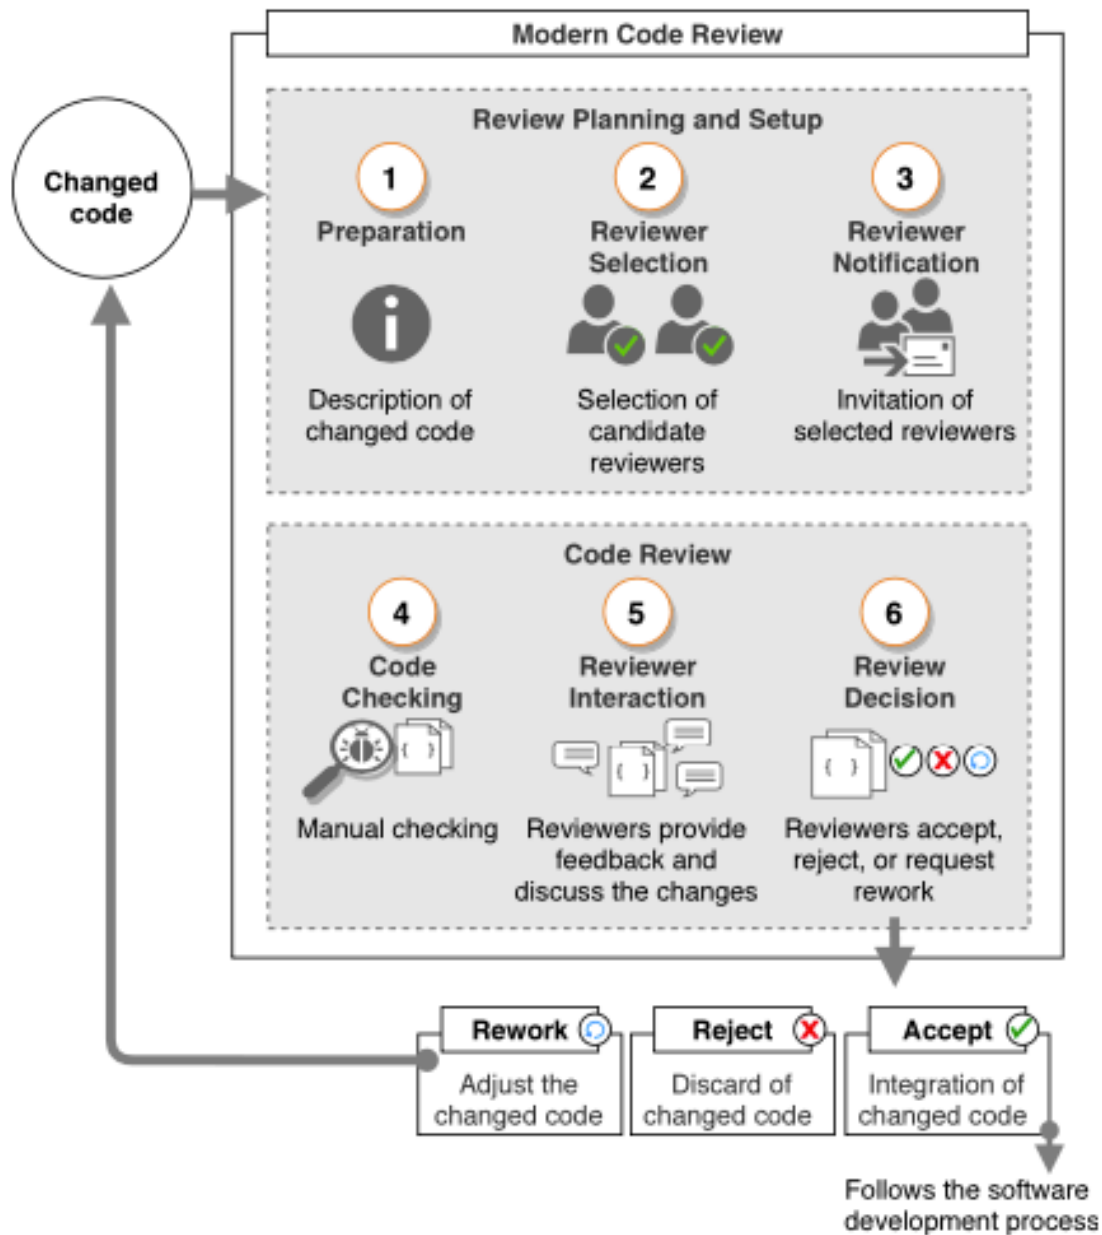 Modern Code Review
Review Planning and Setup
Changed
code
1
Preparation
Description of
changed code
2
Reviewer
Selection
Selection of
candidate
reviewers
3
Reviewer
Notification
Invitation of
selected reviewers
Code Review
4
Code
Checking
{ }
Manual checking
5
Reviewer
Interaction
{ }
Reviewers provide
feedback and
discuss the changes
6
Review
Decision
{ }
Reviewers accept,
reject, or request
rework
Rework
Adjust the
changed code
Reject
Discard of
changed code
Accept
Integration of
changed code
Follows the software
development process